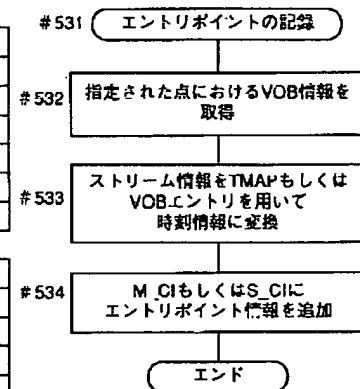 #531 エントリポイントの記録
#532 指定された点におけるVOB情報を
取得
#533 ストリーム情報をTMAPもしくは
VOBエントリを用いて
時刻情報に変換
#534 M_CIもしくはS_CIに
エントリポイント情報を追加
エンド